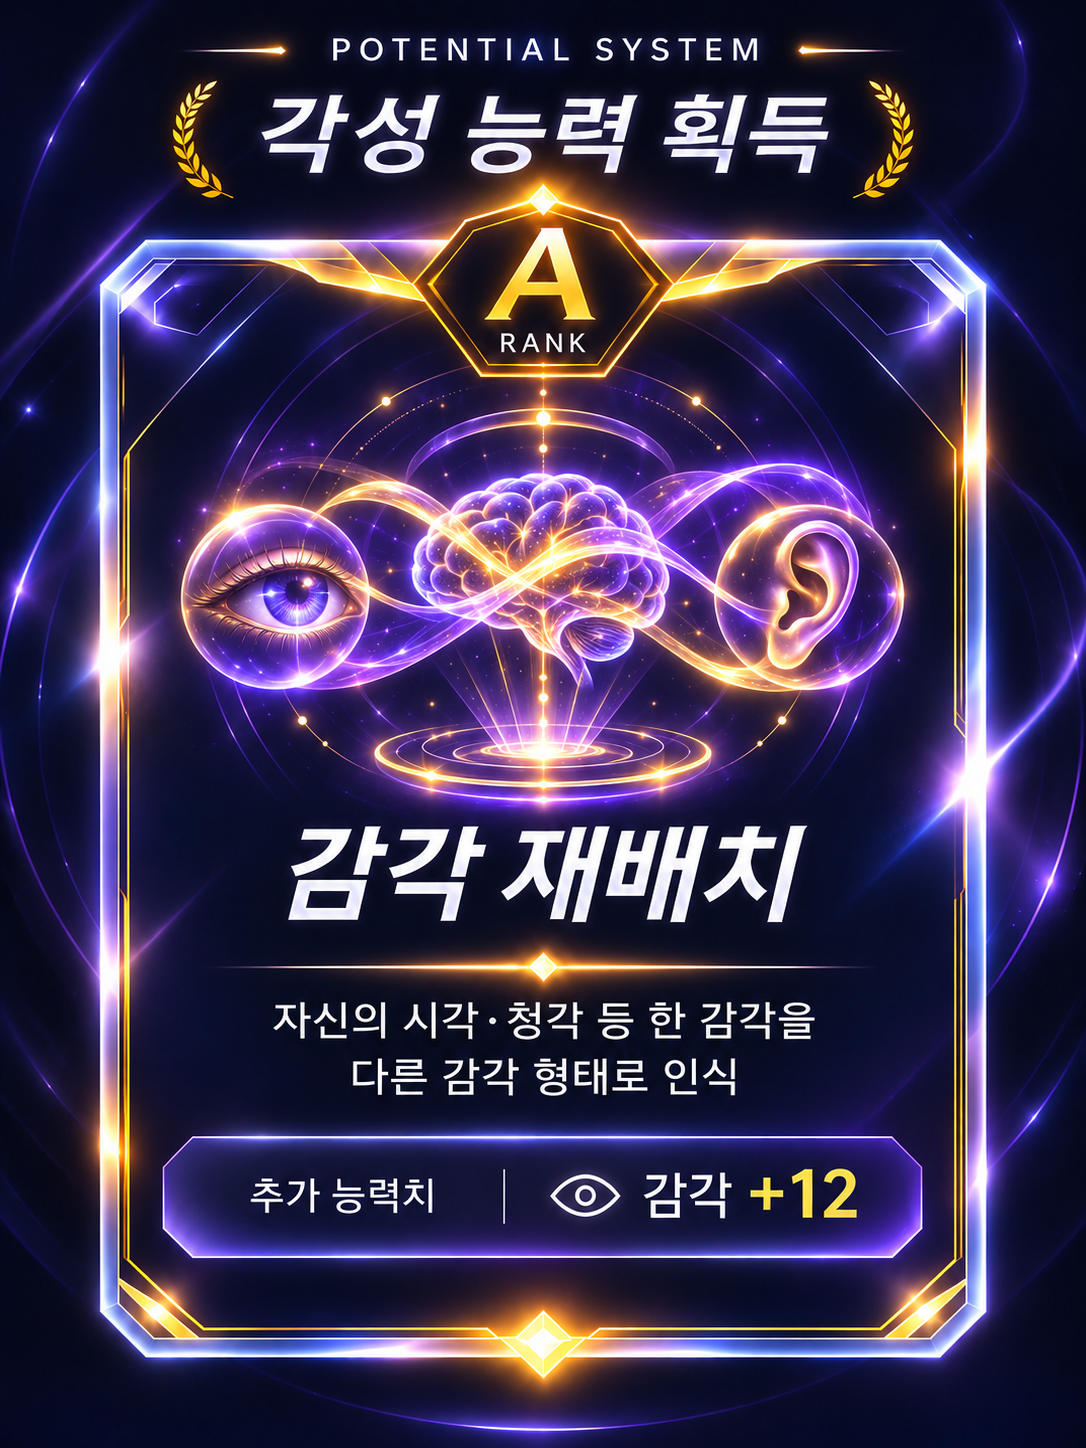 POTENTIAL SYSTEM
각성 능력 획득
A
RANK
감각 재배치
자신의 시각·청각 등 한 감각을
다른 감각 형태로 인식
추가 능력치 감각 +12